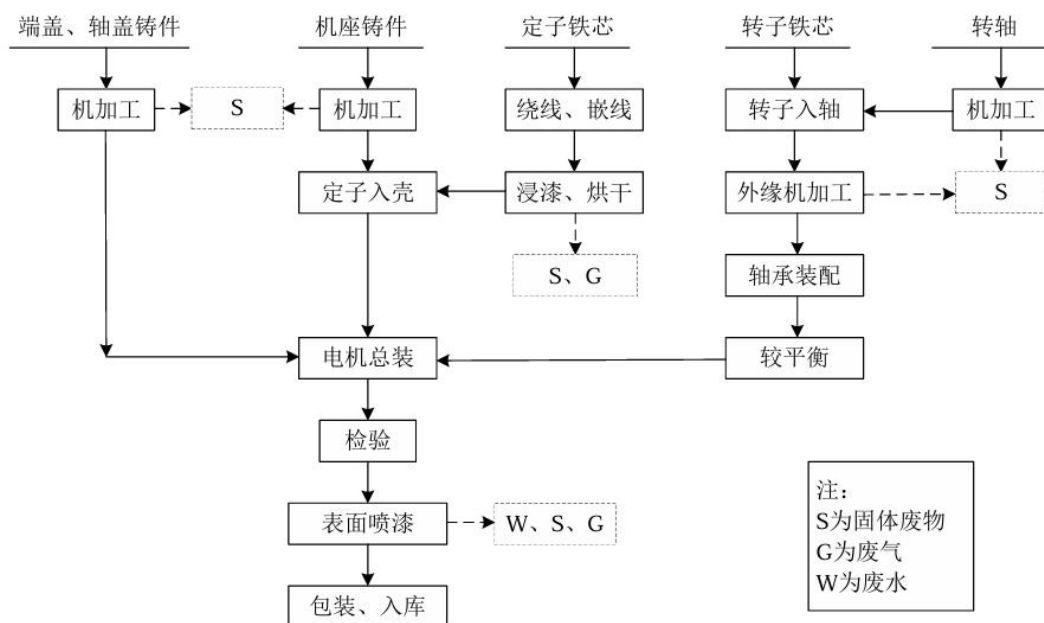 端盖、轴盖铸件
机座铸件
定子铁芯
转子铁芯
转轴
机加工
S
机加工
绕线、嵌线
转子入轴
机加工
定子入壳
浸漆、烘干
外缘机加工
S
S、G
轴承装配
电机总装
较平衡
检验
表面喷漆
W、S、G
包装、入库
注：
S为固体废物
G为废气
W为废水